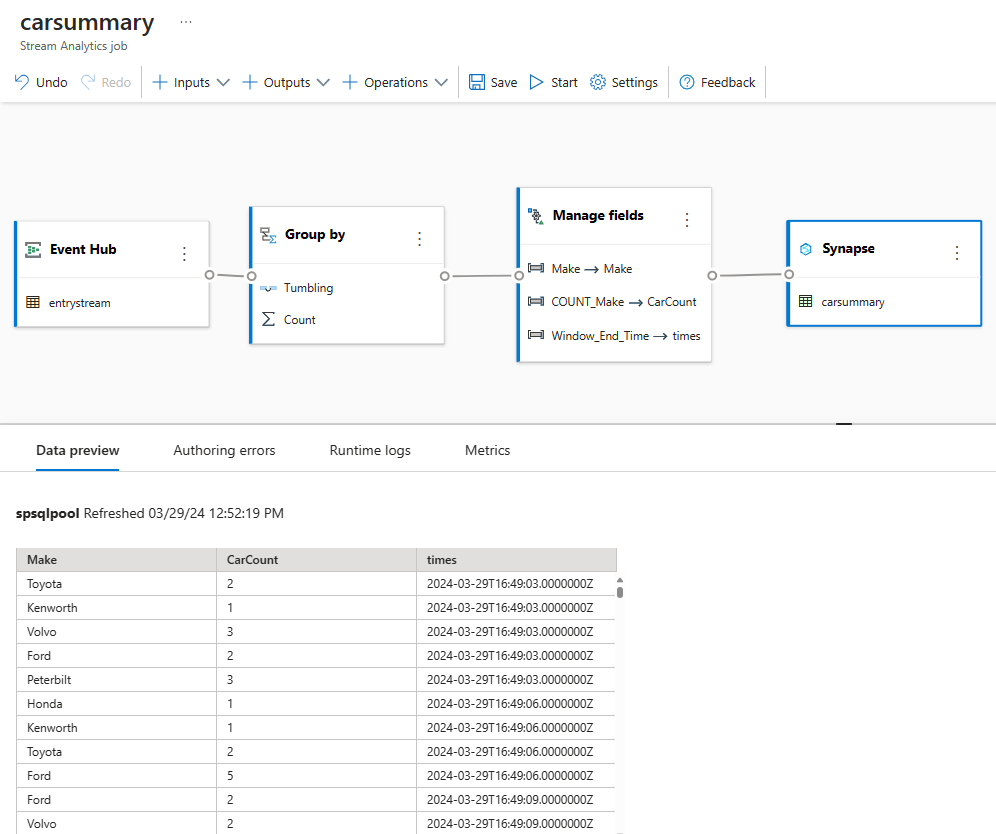 carsummary ...
Stream Analytics job
Undo Redo Inputs Outputs Operations Save Start Settings Feedback
Event Hub
entrystream
Group by
Tumbling
Count
Manage fields
Make → Make
COUNT_Make → CarCount
Window_End_Time → times
Synapse
carsummary
Data preview Authoring errors Runtime logs Metrics
spsqlpool Refreshed 03/29/24 12:52:19 PM
Make CarCount times
Toyota 2 2024-03-29T16:49:03.0000000Z
Kenworth 1 2024-03-29T16:49:03.0000000Z
Volvo 3 2024-03-29T16:49:03.0000000Z
Ford 2 2024-03-29T16:49:03.0000000Z
Peterbilt 3 2024-03-29T16:49:03.0000000Z
Honda 1 2024-03-29T16:49:06.0000000Z
Kenworth 1 2024-03-29T16:49:06.0000000Z
Toyota 2 2024-03-29T16:49:06.0000000Z
Ford 5 2024-03-29T16:49:06.0000000Z
Ford 2 2024-03-29T16:49:09.0000000Z
Volvo 2 2024-03-29T16:49:09.0000000Z